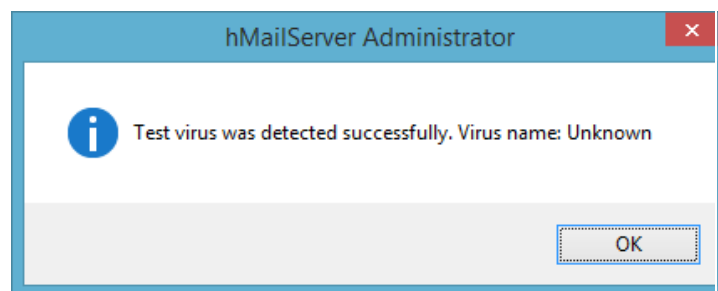 hMailServer Administrator
Test virus was detected successfully. Virus name: Unknown
OK